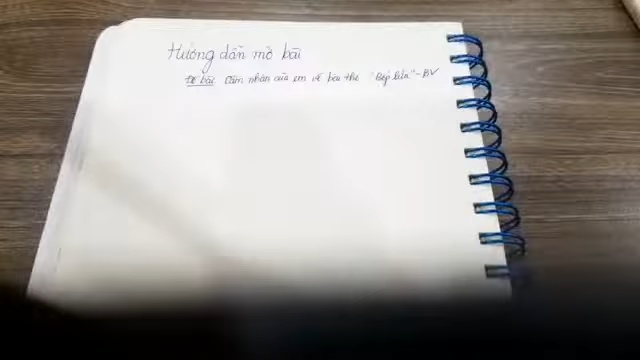 Hướng dẫn mở bài
Đề bài: Cảm nhận của em về bài thơ "Bếp lửa" - BV